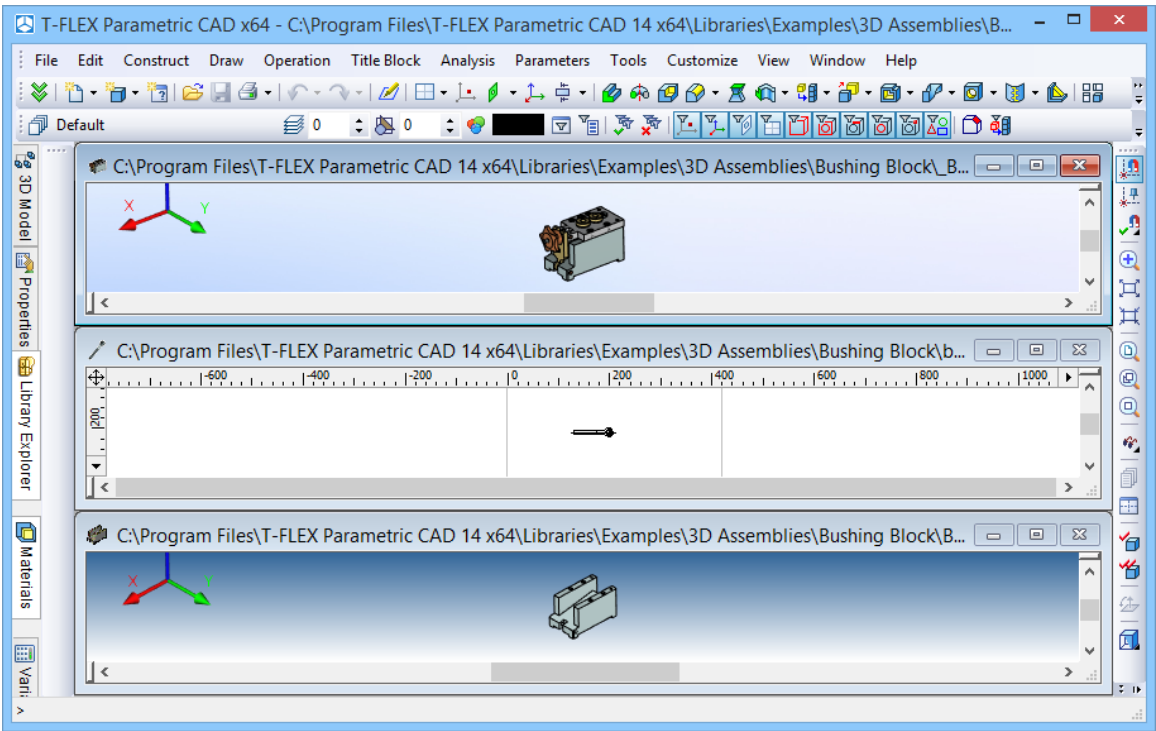 T-FLEX Parametric CAD x64 - C:\Program Files\T-FLEX Parametric CAD 14 x64\Libraries\Examples\3D Assemblies\B...
File Edit Construct Draw Operation Title Block Analysis Parameters Tools Customize View Window Help
Default 0 0
3D Model
Properties
Library Explorer
Materials
Vari
C:\Program Files\T-FLEX Parametric CAD 14 x64\Libraries\Examples\3D Assemblies\Bushing Block\_B...
X Y
C:\Program Files\T-FLEX Parametric CAD 14 x64\Libraries\Examples\3D Assemblies\Bushing Block\b...
-600 -400 -200 0 200 400 600 800 1000
200
C:\Program Files\T-FLEX Parametric CAD 14 x64\Libraries\Examples\3D Assemblies\Bushing Block\B...
X Y
>